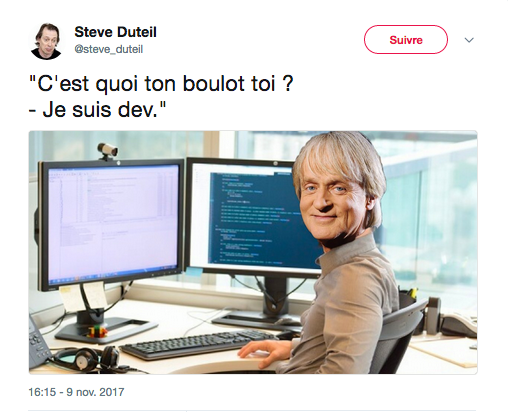 Steve Duteil
@steve_duteil
Suivre
"C'est quoi ton boulot toi ?
- Je suis dev."
16:15 - 9 nov. 2017